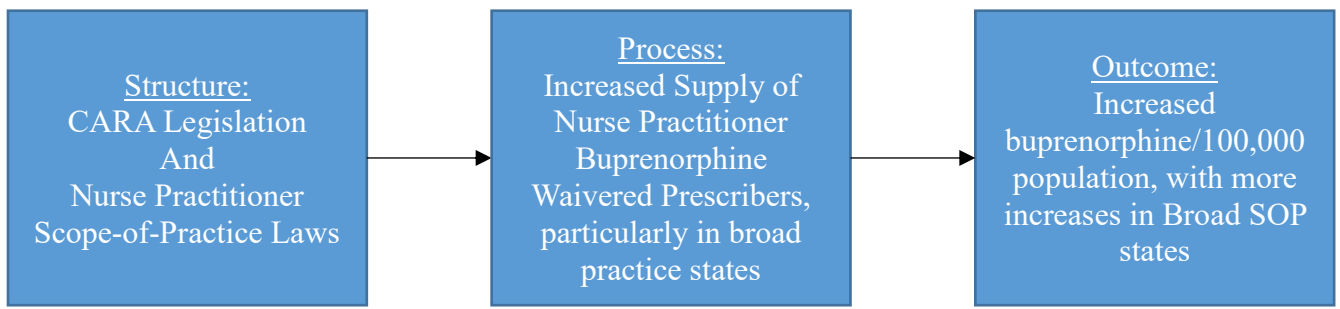 Structure:
CARA Legislation
And
Nurse Practitioner
Scope-of-Practice Laws
Process:
Increased Supply of
Nurse Practitioner
Buprenorphine
Waivered Prescribers,
particularly in broad
practice states
Outcome:
Increased
buprenorphine/100,000
population, with more
increases in Broad SOP
states